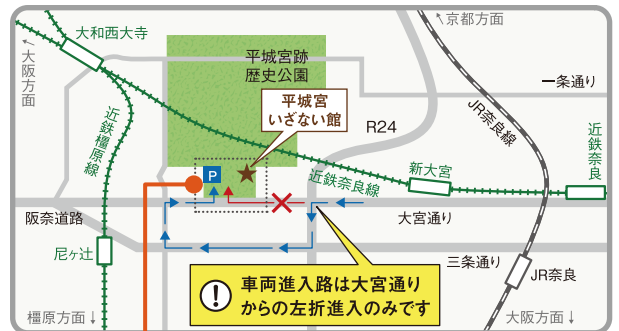 ↖京都方面
大和西大寺
←大阪方面
平城宮跡
歴史公園
一条通り
平城宮
いざない館
R24
JR奈良線
近鉄奈良
近鉄橿原線
P
近鉄奈良線
新大宮
阪奈道路
大宮通り
尼ヶ辻
三条通り
JR奈良
! 車両進入路は大宮通り
からの左折進入のみです
橿原方面↓
大阪方面↓